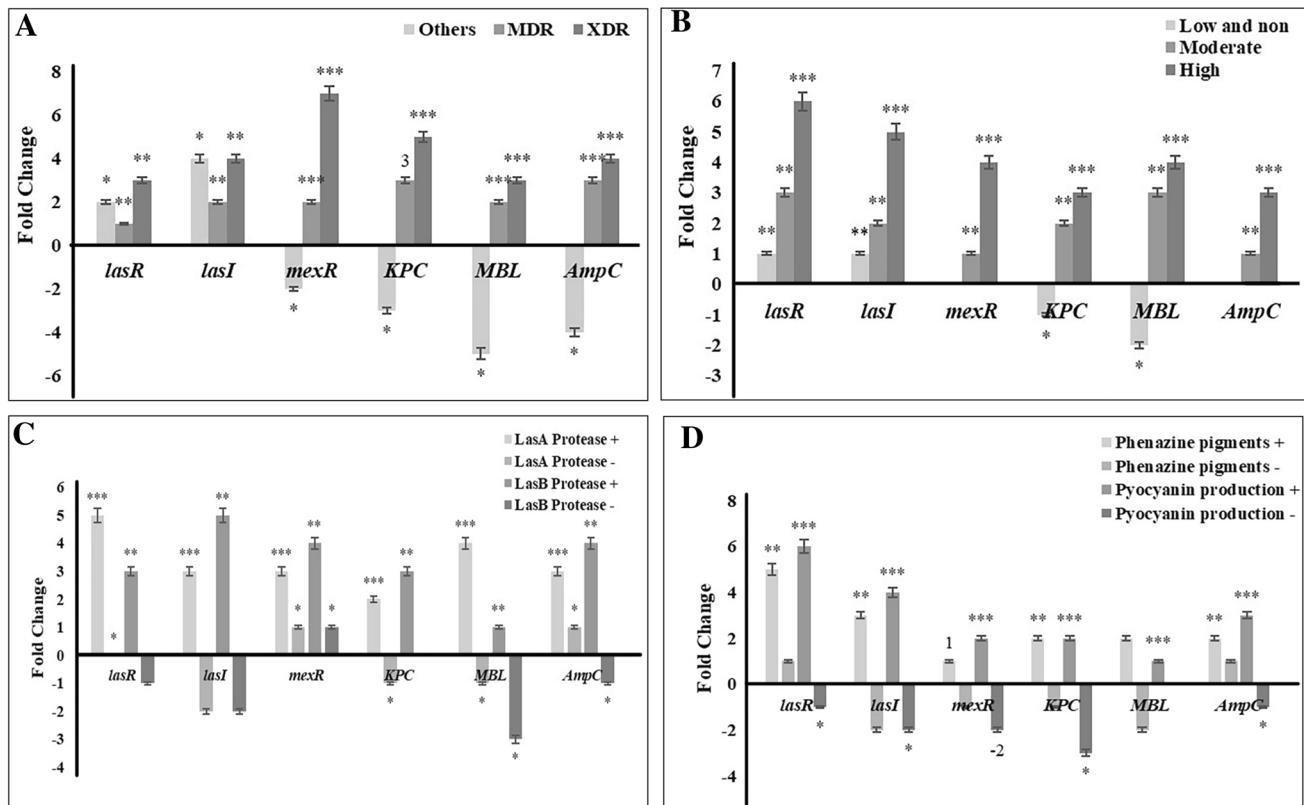 A
Others MDR XDR
Fold Change
8
6
4
2
0
-2
-4
-6
* ** ** * ** ** * *** *** * 3 *** * *** *** * *** ***
lasR lasI mexR KPC MBL AmpC
B
Low and non
Moderate
High
Fold Change
7
6
5
4
3
2
1
0
-1
-2
-3
** ** *** ** ** *** ** *** * ** *** * ** *** ** ***
lasR lasI mexR KPC MBL AmpC
C
LasA Protease +
LasA Protease -
LasB Protease +
LasB Protease -
Fold Change
6
5
4
3
2
1
0
-1
-2
-3
-4
*** * ** *** ** *** * ** * *** * ** *** * ** * *** * ** *
lasR lasI mexR KPC MBL AmpC
D
Phenazine pigments +
Phenazine pigments -
Pyocyanin production +
Pyocyanin production -
Fold Change
8
6
4
2
0
-2
-4
** *** * ** *** * 1 *** -2 ** *** * *** ** *** *
lasR lasI mexR KPC MBL AmpC